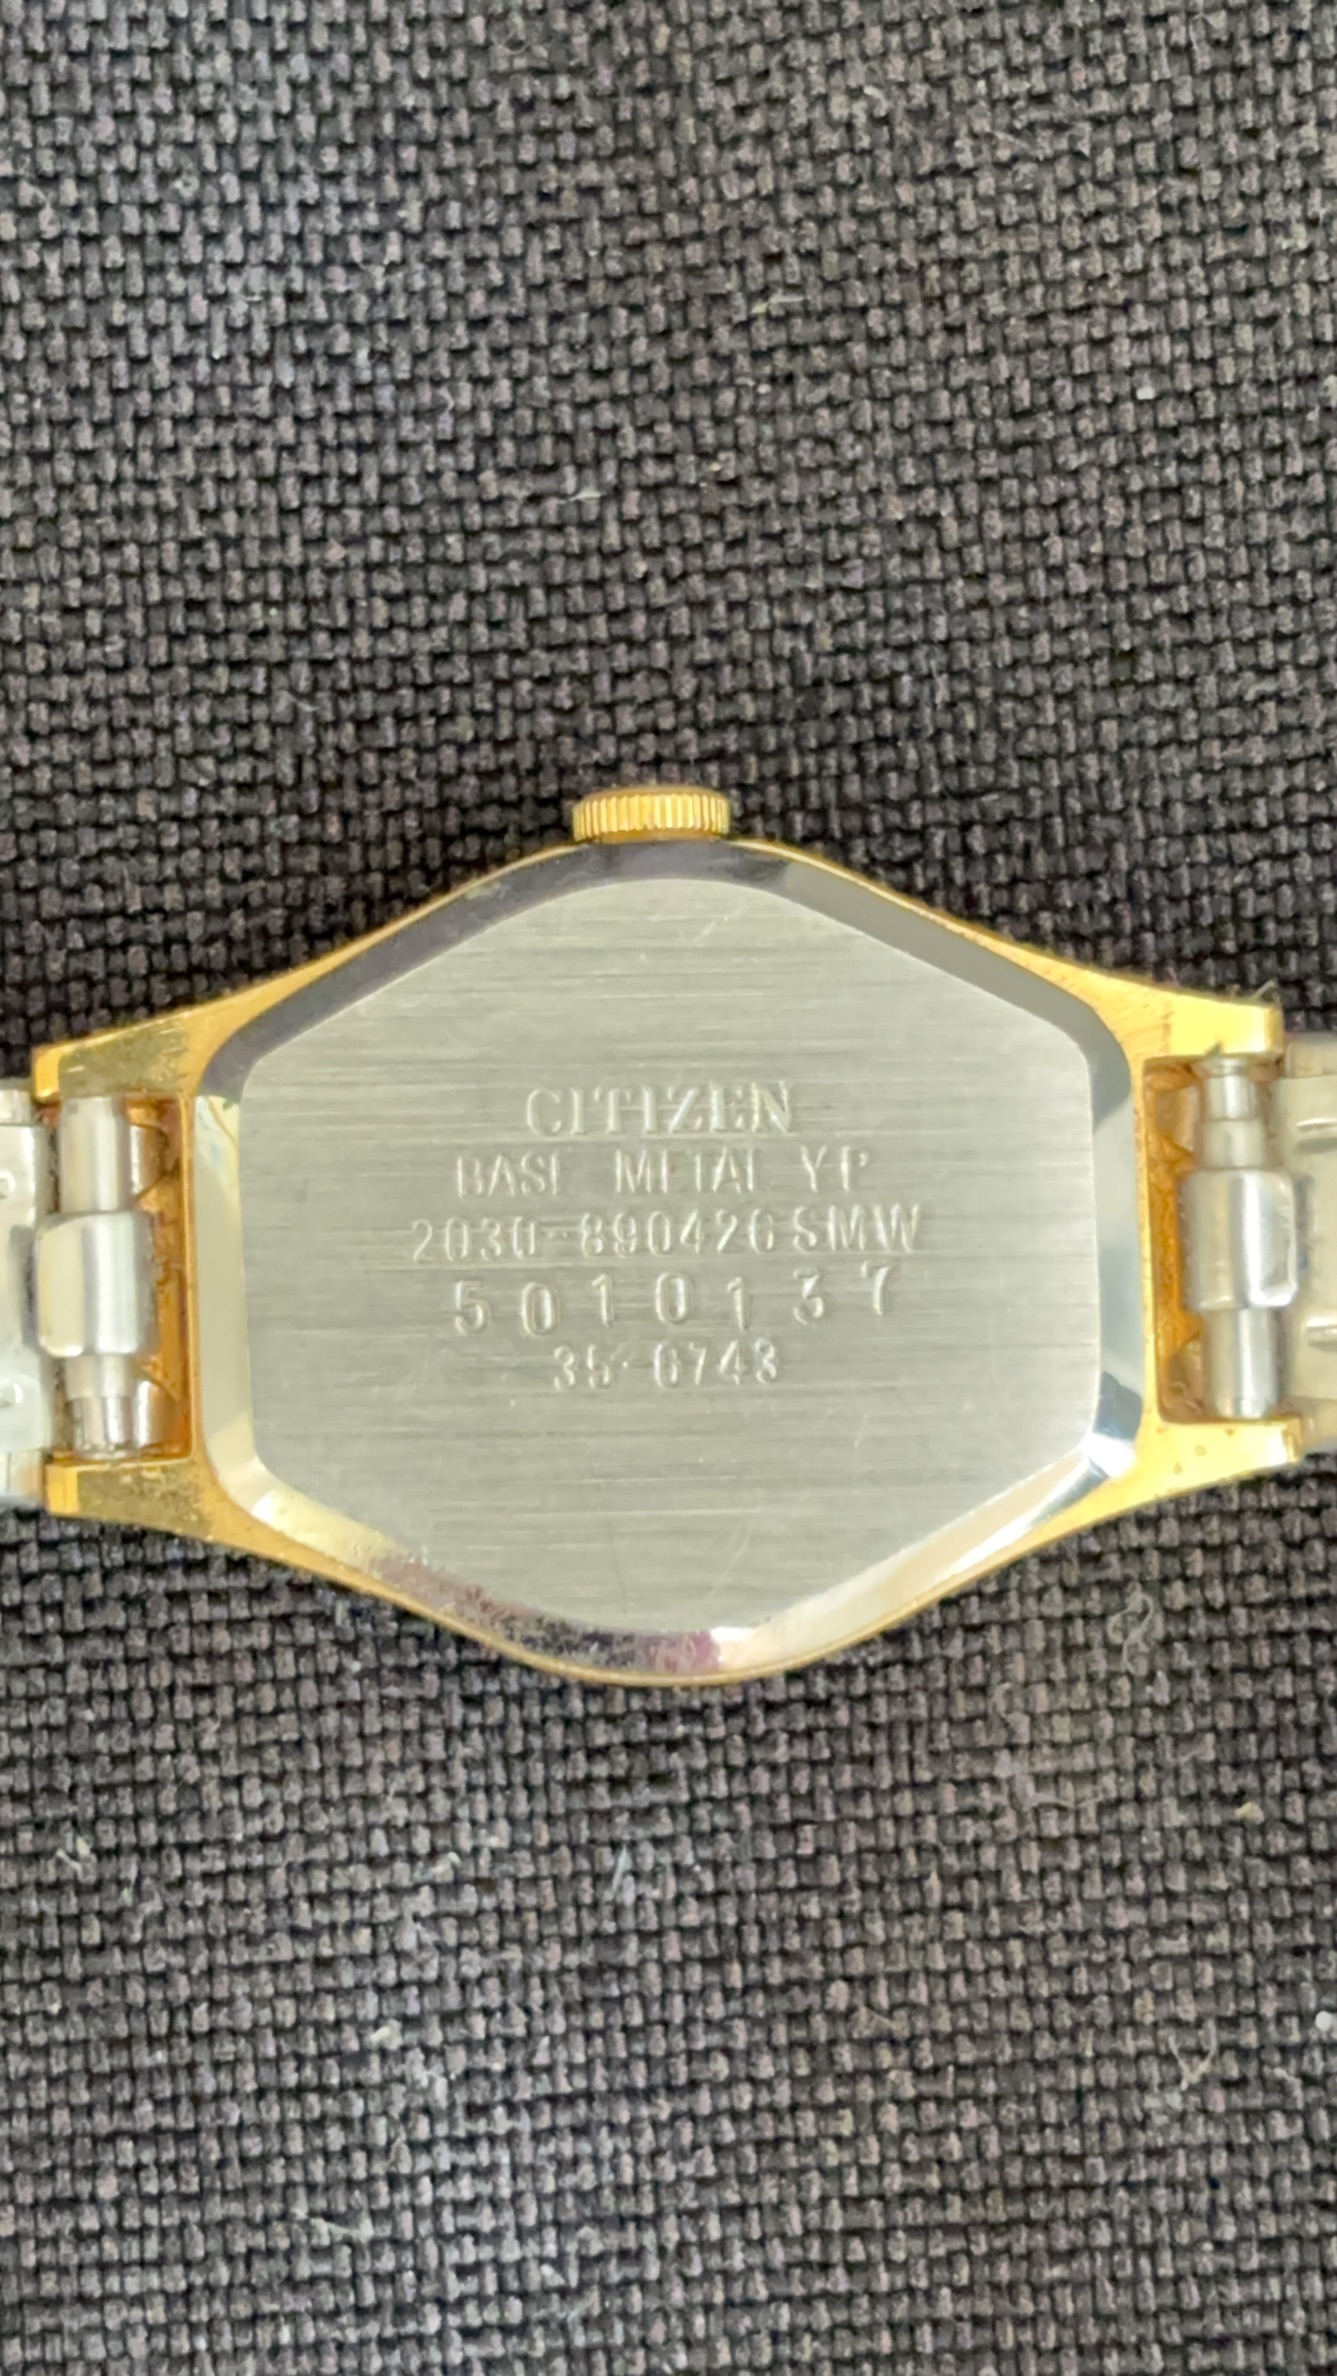 CITIZEN
BASE METAL YP
2030-890426 SMW
5010137
35-6743